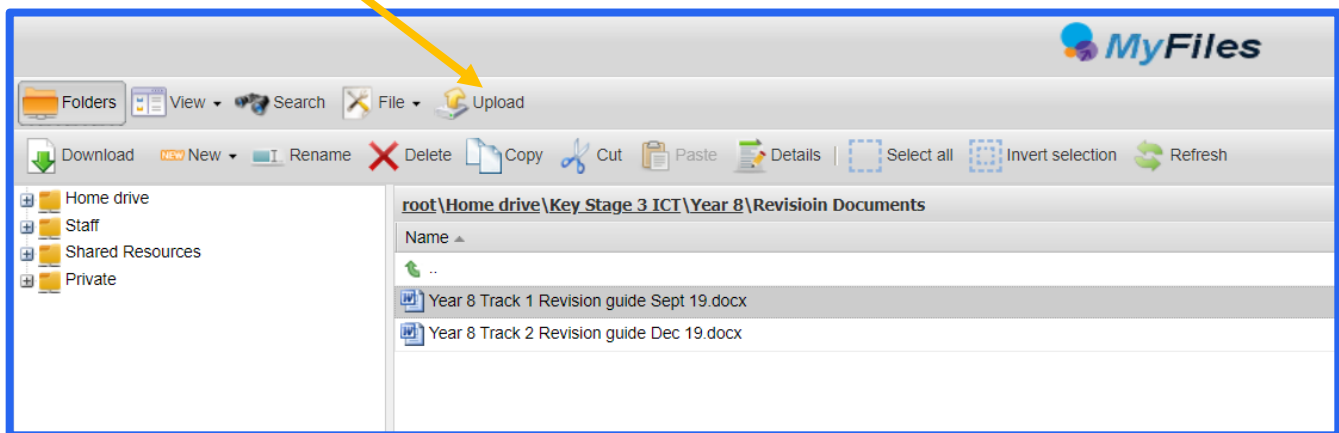 MyFiles
Folders View Search File Upload
Download NEW New Rename Delete Copy Cut Paste Details Select all Invert selection Refresh
Home drive
Staff
Shared Resources
Private
root\Home drive\Key Stage 3 ICT\Year 8\Revisioin Documents
Name
..
Year 8 Track 1 Revision guide Sept 19.docx
Year 8 Track 2 Revision guide Dec 19.docx